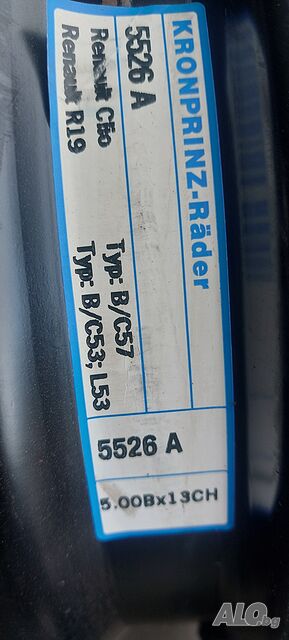 KRONPRINZ-Räder
5526 A
Renault Clio Typ: B/C57
Renault R19 Typ: B/C53; L53
5526 A
5.00Bx13CH
ALO.bg